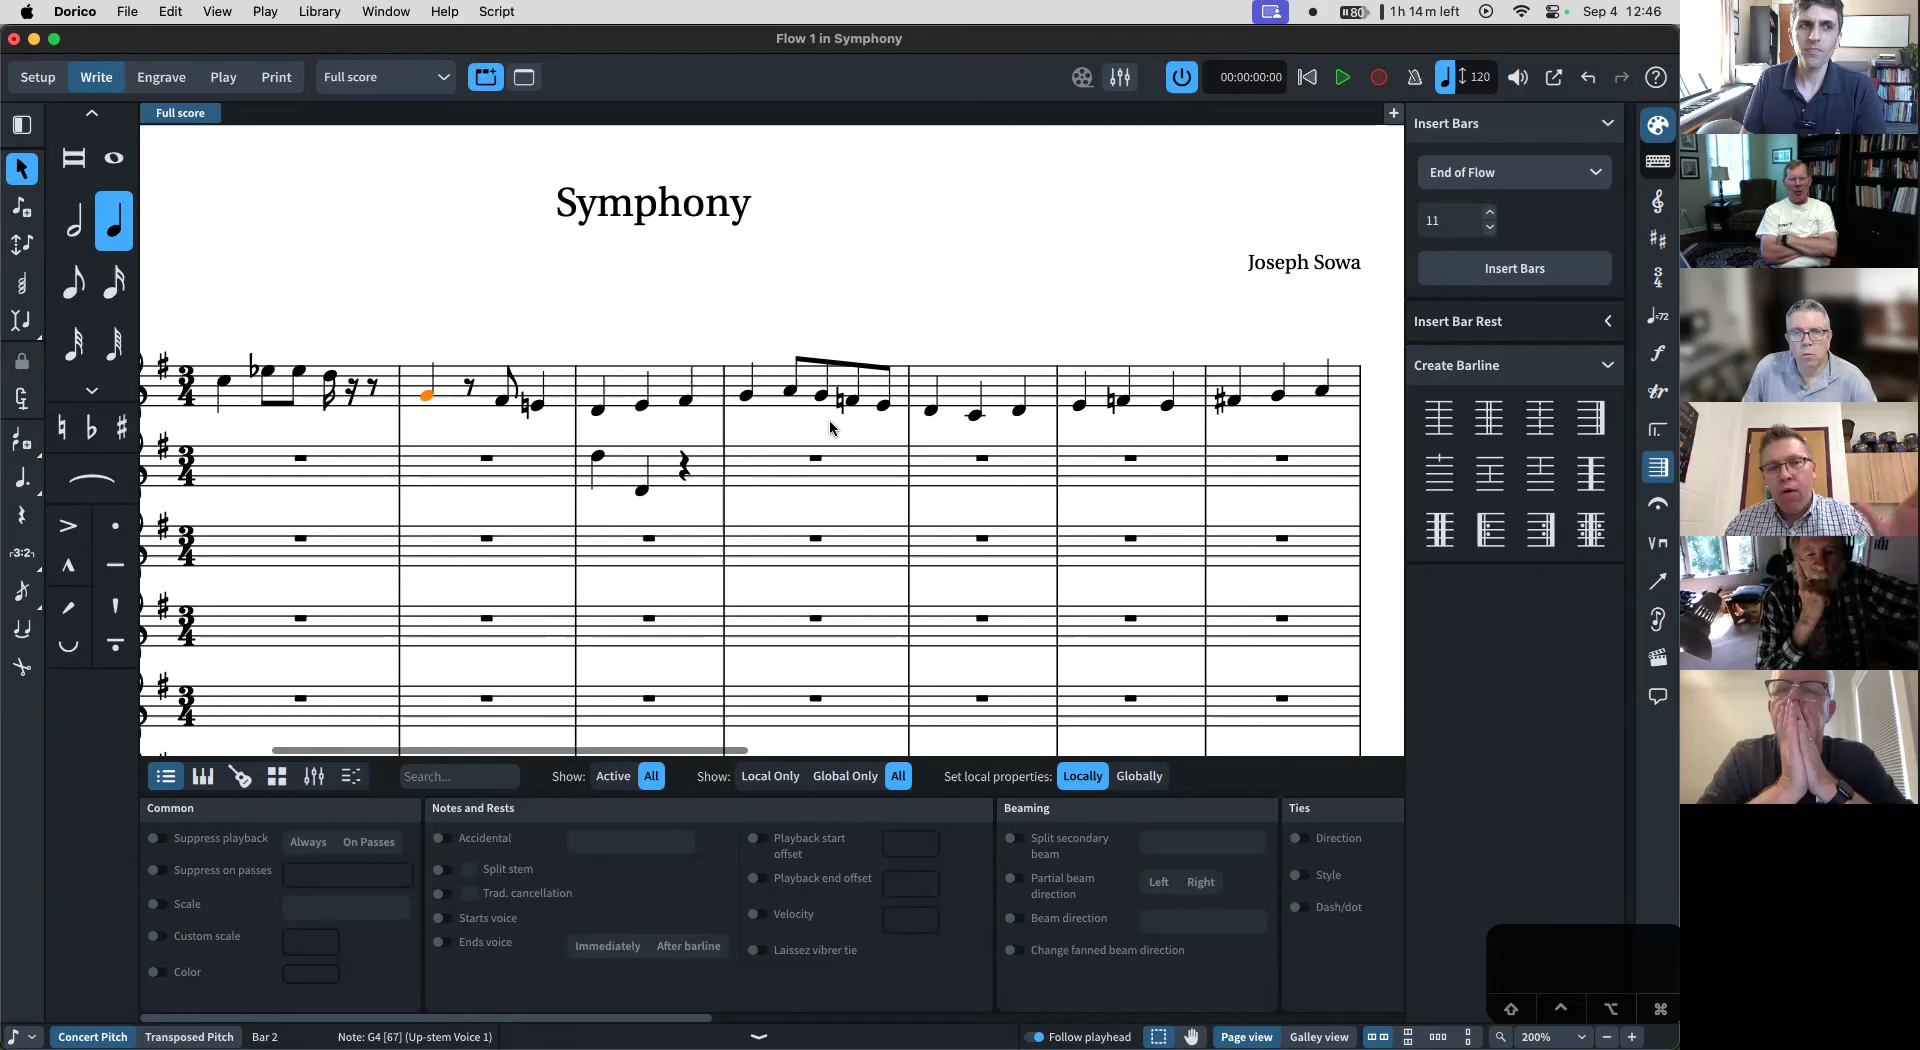 Dorico File Edit View Play Library Window Help Script
80 1 h 14 m left Sep 4 12:46
Flow 1 in Symphony
Setup Write Engrave Play Print Full score
00:00:00:00 120
Full score
Symphony
Joseph Sowa
Insert Bars
End of Flow
11
Insert Bars
Insert Bar Rest
Create Barline
3:2
=72
Search... Show: Active All Show: Local Only Global Only All Set local properties: Locally Globally
Common
Suppress playback Always On Passes
Suppress on passes
Scale
Custom scale
Color
Notes and Rests
Accidental
Split stem
Trad. cancellation
Starts voice
Ends voice Immediately After barline
Playback start
offset
Playback end offset
Velocity
Laissez vibrer tie
Beaming
Split secondary
beam
Partial beam
direction Left Right
Beam direction
Change fanned beam direction
Ties
Direction
Style
Dash/dot
Concert Pitch Transposed Pitch Bar 2 Note: G4 [67] (Up-stem Voice 1) Follow playhead Page view Galley view 200%